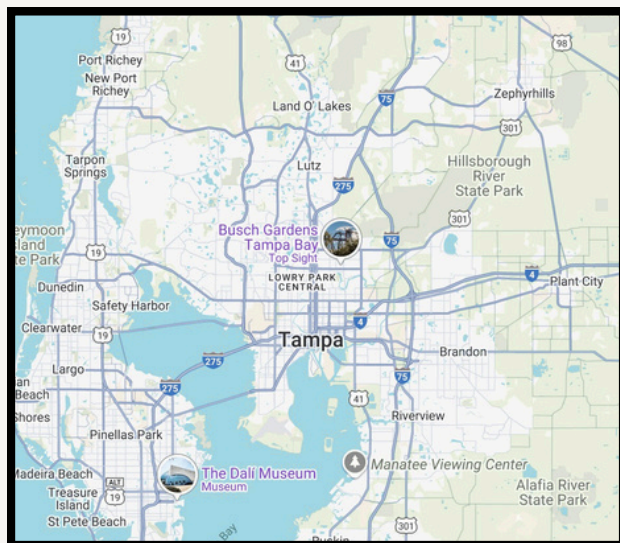 19
98
Port Richey
New Port
Richey
41
75
Zephyrhills
Land O' Lakes
301
Tarpon
Springs
Lutz
275
Hillsborough
River
State Park
301
eymoon
Island
te Park
Busch Gardens
Tampa Bay
Top Sight
75
19
LOWRY PARK
CENTRAL
4
Plant City
Dunedin
Safety Harbor
Clearwater
19
4
Tampa
275
Brandon
Largo
275
75
an
Beach
Shores
41
Riverview
Pinellas Park
Madeira Beach
The Dalí Museum
Museum
Manatee Viewing Center
ALT
19
Treasure
Island
Alafia River
State Park
St Pete Beach
Bay
301
Ruskin